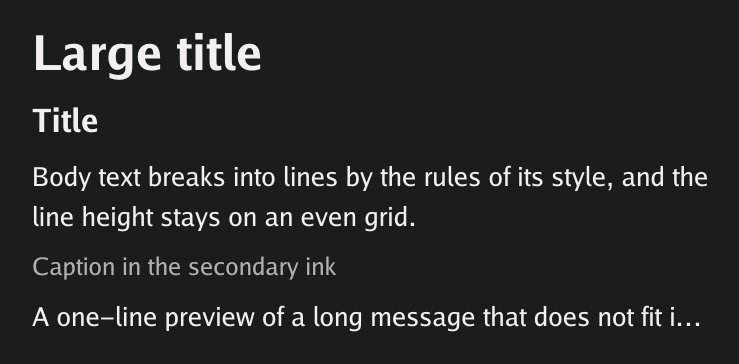 Large title
Title
Body text breaks into lines by the rules of its style, and the
line height stays on an even grid.
Caption in the secondary ink
A one–line preview of a long message that does not fit i…